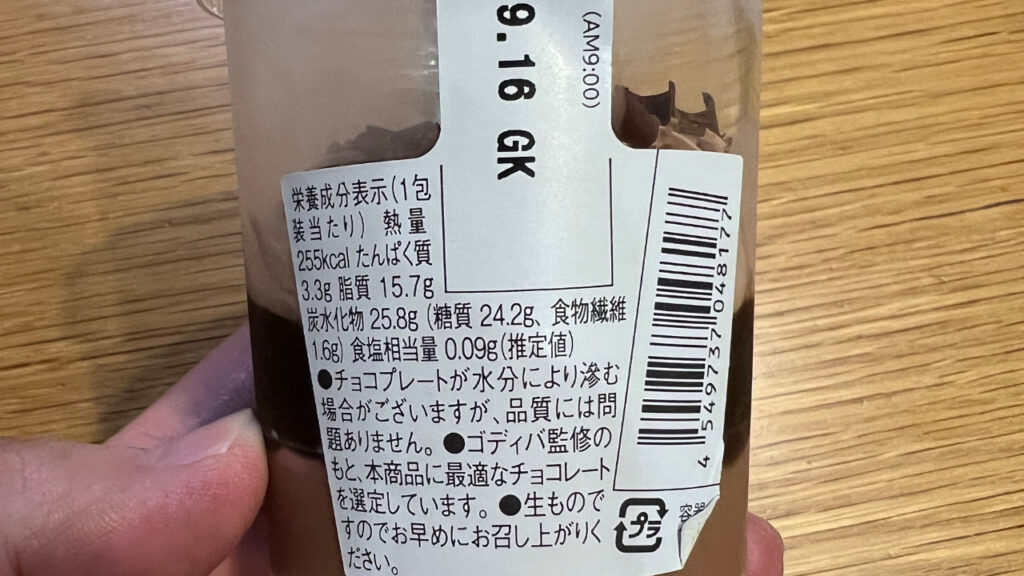 9.16 GK
(AM9:00)
栄養成分表示(1包
装当たり) 熱量
255kcal たんぱく質
3.3g 脂質 15.7g
炭水化物 25.8g (糖質 24.2g、食物繊維
1.6g) 食塩相当量 0.09g(推定値)
●チョコプレートが水分により滲む
場合がございますが、品質には問
題ありません。●ゴディバ監修の
もと、本商品に最適なチョコレート
を選定しています。●生もので
すのでお早めにお召し上がりく
ださい。
4 549737 048177
プラ
容器